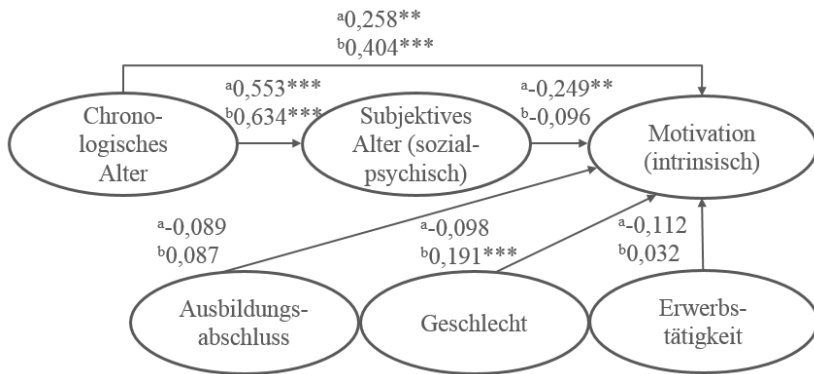 ᵃ0,258**
ᵇ0,404***
ᵃ0,553***
ᵇ0,634***
ᵃ-0,249**
ᵇ-0,096
Chrono-
logisches
Alter
Subjektives
Alter (sozial-
psychisch)
Motivation
(intrinsisch)
ᵃ-0,089
ᵇ0,087
ᵃ-0,098
ᵇ0,191***
ᵃ-0,112
ᵇ0,032
Ausbildungs-
abschluss
Geschlecht
Erwerbs-
tätigkeit